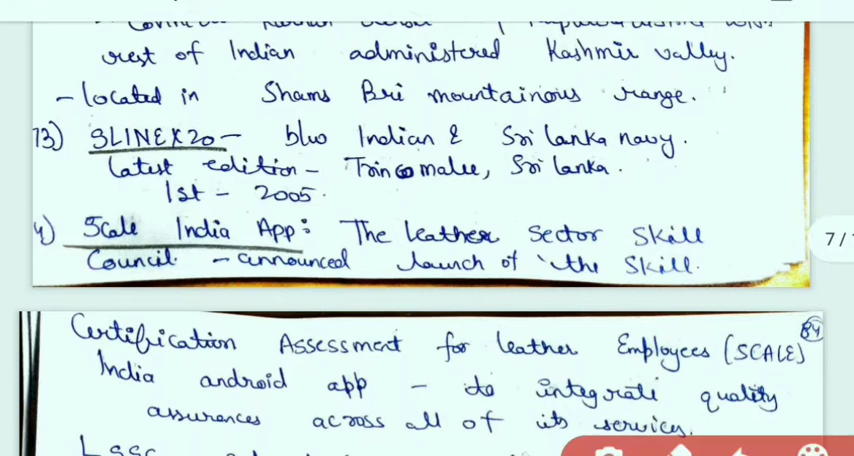 rest of Indian administered Kashmir valley.
- located in Shams Bri mountainous range.
13) SLINEX20 - b/w Indian & Sri lanka navy.
Latest edition - Trincomalee, Sri lanka.
1st - 2005.
4) Scale India App: The leather Sector Skill
Council - announced launch of the Skill
7/1
84
Certification Assessment for leather Employees (SCALE)
India android app - to integrate quality
assurances across all of its services.
LSSC